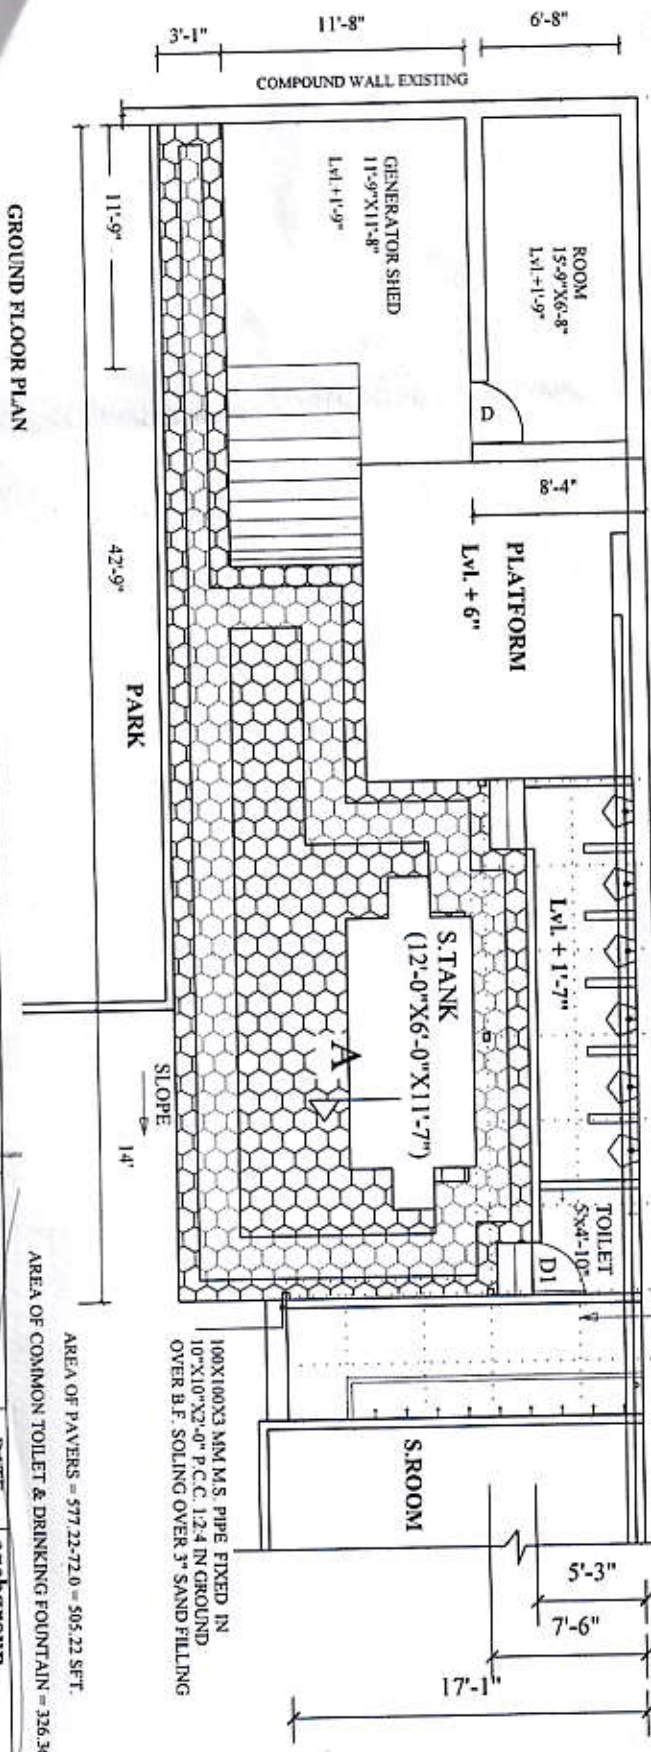 3'-1"
11'-8"
6'-8"
COMPOUND WALL EXISTING
ROOM
15'-9"X6'-8"
Lvl.+1'-9"
GENERATOR SHED
11'-9"X11'-8"
Lvl.+1'-9"
11'-9"
D
8'-4"
PLATFORM
Lvl. + 6"
42'-9"
PARK
GROUND FLOOR PLAN
Lvl. + 1'-7"
S.TANK
(12'-0"X6'-0"X11'-7")
A
SLOPE
14'
TOILET
5'x4'-10"
D1
S.ROOM
100X100X3 MM M.S. PIPE FIXED IN
10"X10"X2'-0" P.C.C. 1:2:4 IN GROUND
OVER B.F. SOLING OVER 3" SAND FILLING
5'-3"
7'-6"
17'-1"
AREA OF PAVERS = 577.22-72.0 = 505.22 SFT.
AREA OF COMMON TOILET & DRINKING FOUNTAIN = 326.3